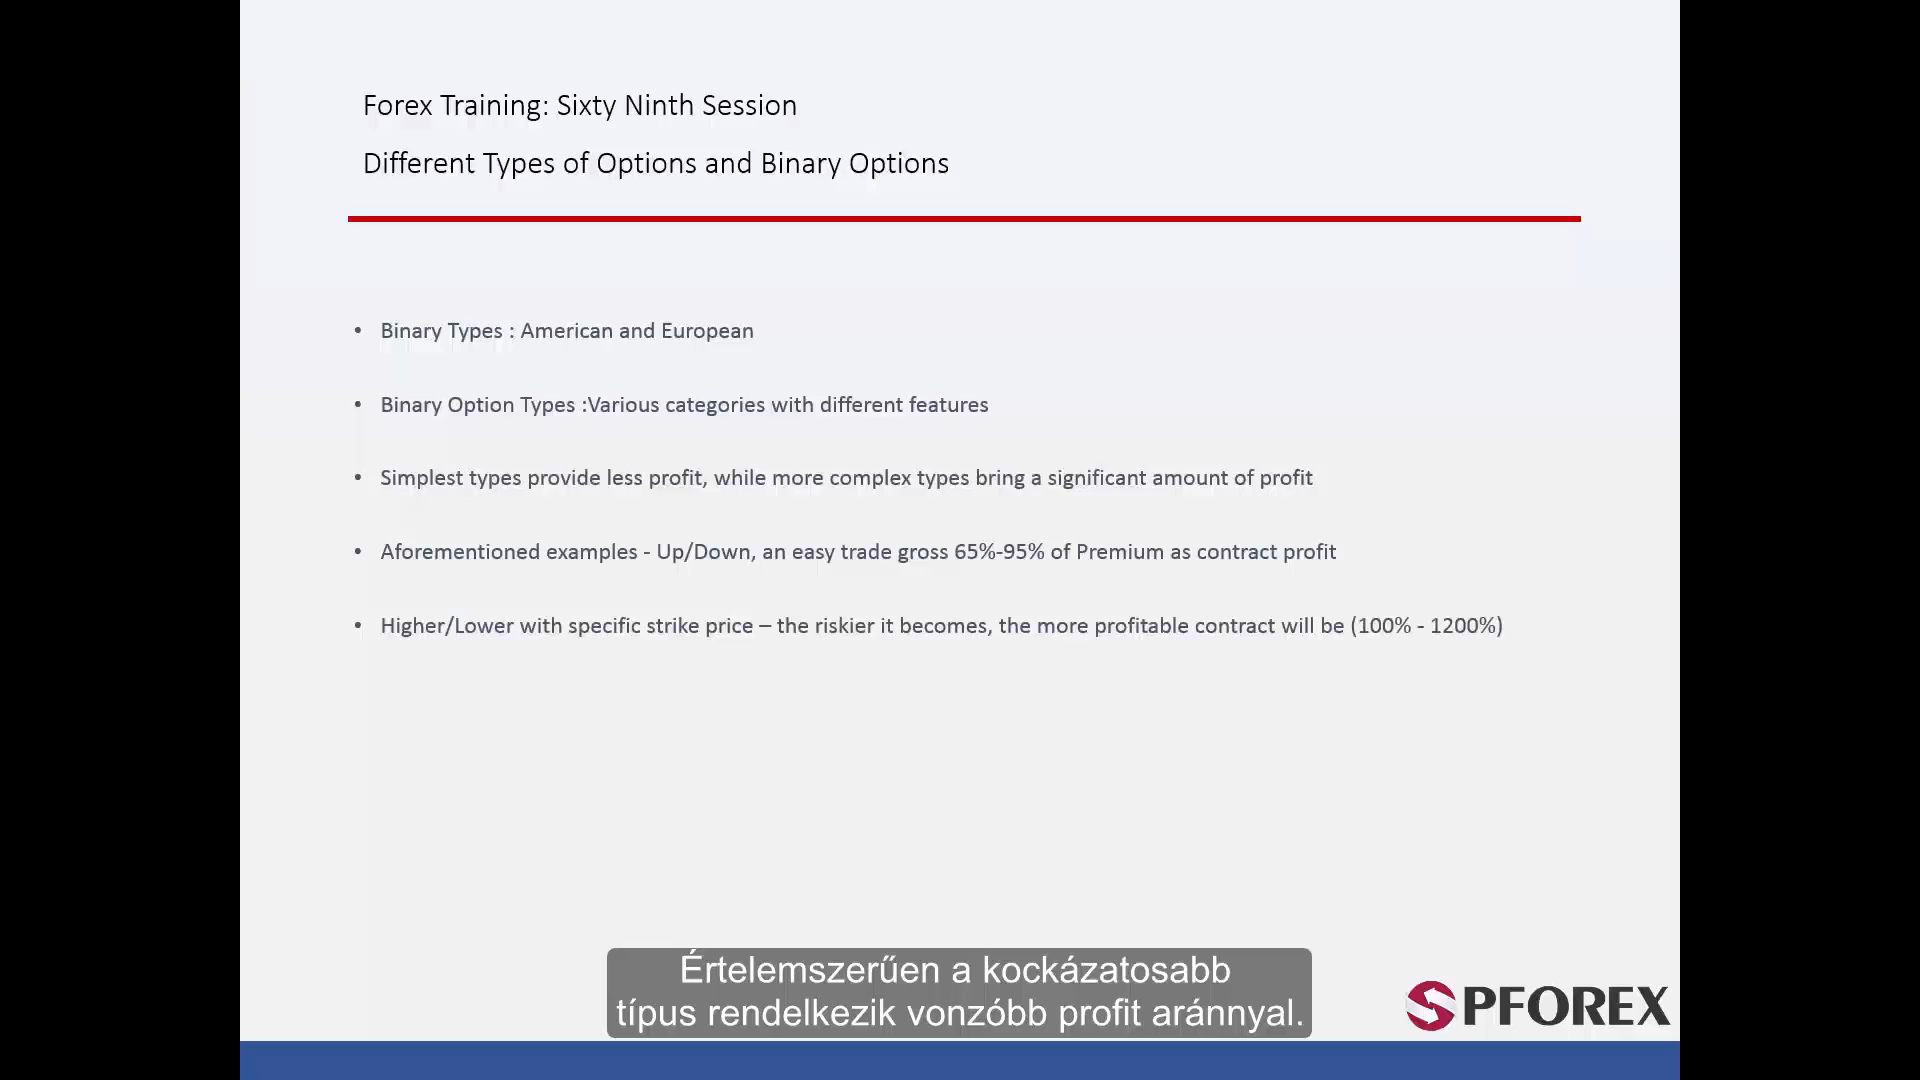 Forex Training: Sixty Ninth Session
Different Types of Options and Binary Options
• Binary Types : American and European
• Binary Option Types :Various categories with different features
• Simplest types provide less profit, while more complex types bring a significant amount of profit
• Aforementioned examples - Up/Down, an easy trade gross 65%-95% of Premium as contract profit
• Higher/Lower with specific strike price – the riskier it becomes, the more profitable contract will be (100% - 1200%)
Értelemszerűen a kockázatosabb
típus rendelkezik vonzóbb profit aránnyal.
PFOREX